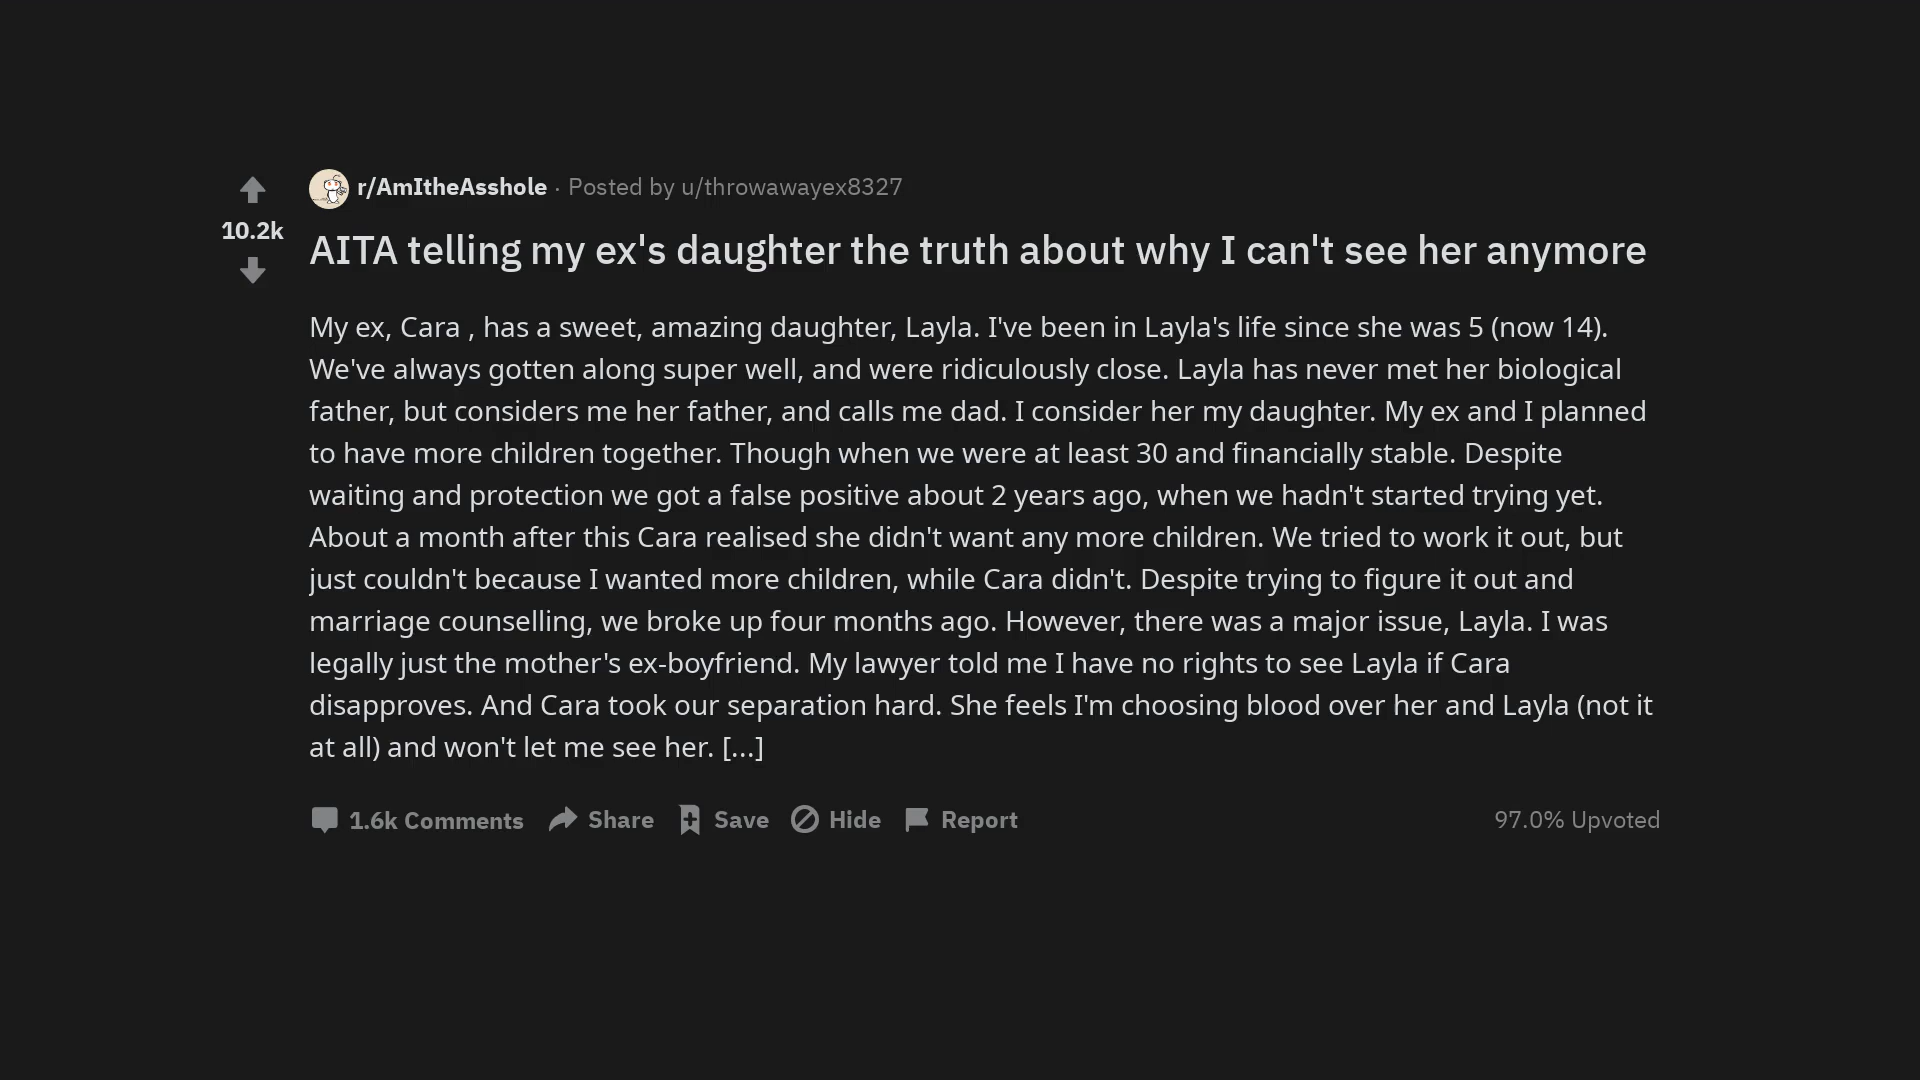 r/AmItheAsshole · Posted by u/throwawayex8327
10.2k
AITA telling my ex's daughter the truth about why I can't see her anymore
My ex, Cara , has a sweet, amazing daughter, Layla. I've been in Layla's life since she was 5 (now 14).
We've always gotten along super well, and were ridiculously close. Layla has never met her biological
father, but considers me her father, and calls me dad. I consider her my daughter. My ex and I planned
to have more children together. Though when we were at least 30 and financially stable. Despite
waiting and protection we got a false positive about 2 years ago, when we hadn't started trying yet.
About a month after this Cara realised she didn't want any more children. We tried to work it out, but
just couldn't because I wanted more children, while Cara didn't. Despite trying to figure it out and
marriage counselling, we broke up four months ago. However, there was a major issue, Layla. I was
legally just the mother's ex-boyfriend. My lawyer told me I have no rights to see Layla if Cara
disapproves. And Cara took our separation hard. She feels I'm choosing blood over her and Layla (not it
at all) and won't let me see her. [...]
1.6k Comments Share Save Hide Report 97.0% Upvoted